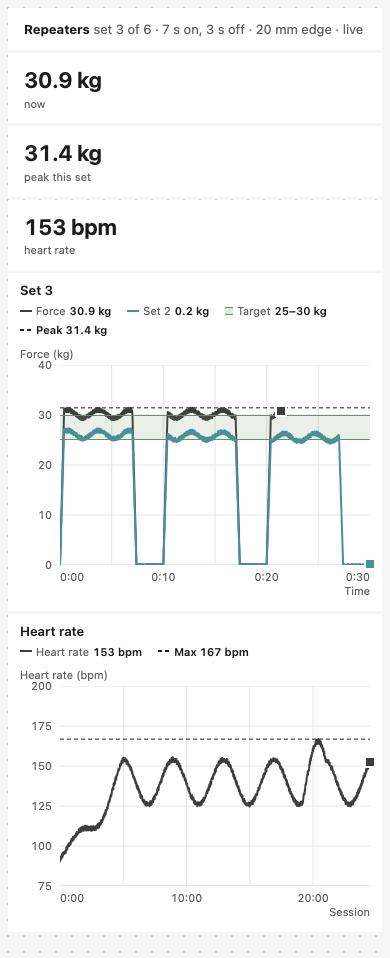 Repeaters set 3 of 6 · 7 s on, 3 s off · 20 mm edge · live
30.9 kg
now
31.4 kg
peak this set
153 bpm
heart rate
Set 3
Force 30.9 kg Set 2 0.2 kg Target 25–30 kg
Peak 31.4 kg
Force (kg)
40
30
20
10
0
0:00 0:10 0:20 0:30
Time
Heart rate
Heart rate 153 bpm Max 167 bpm
Heart rate (bpm)
200
175
150
125
100
75
0:00 10:00 20:00
Session